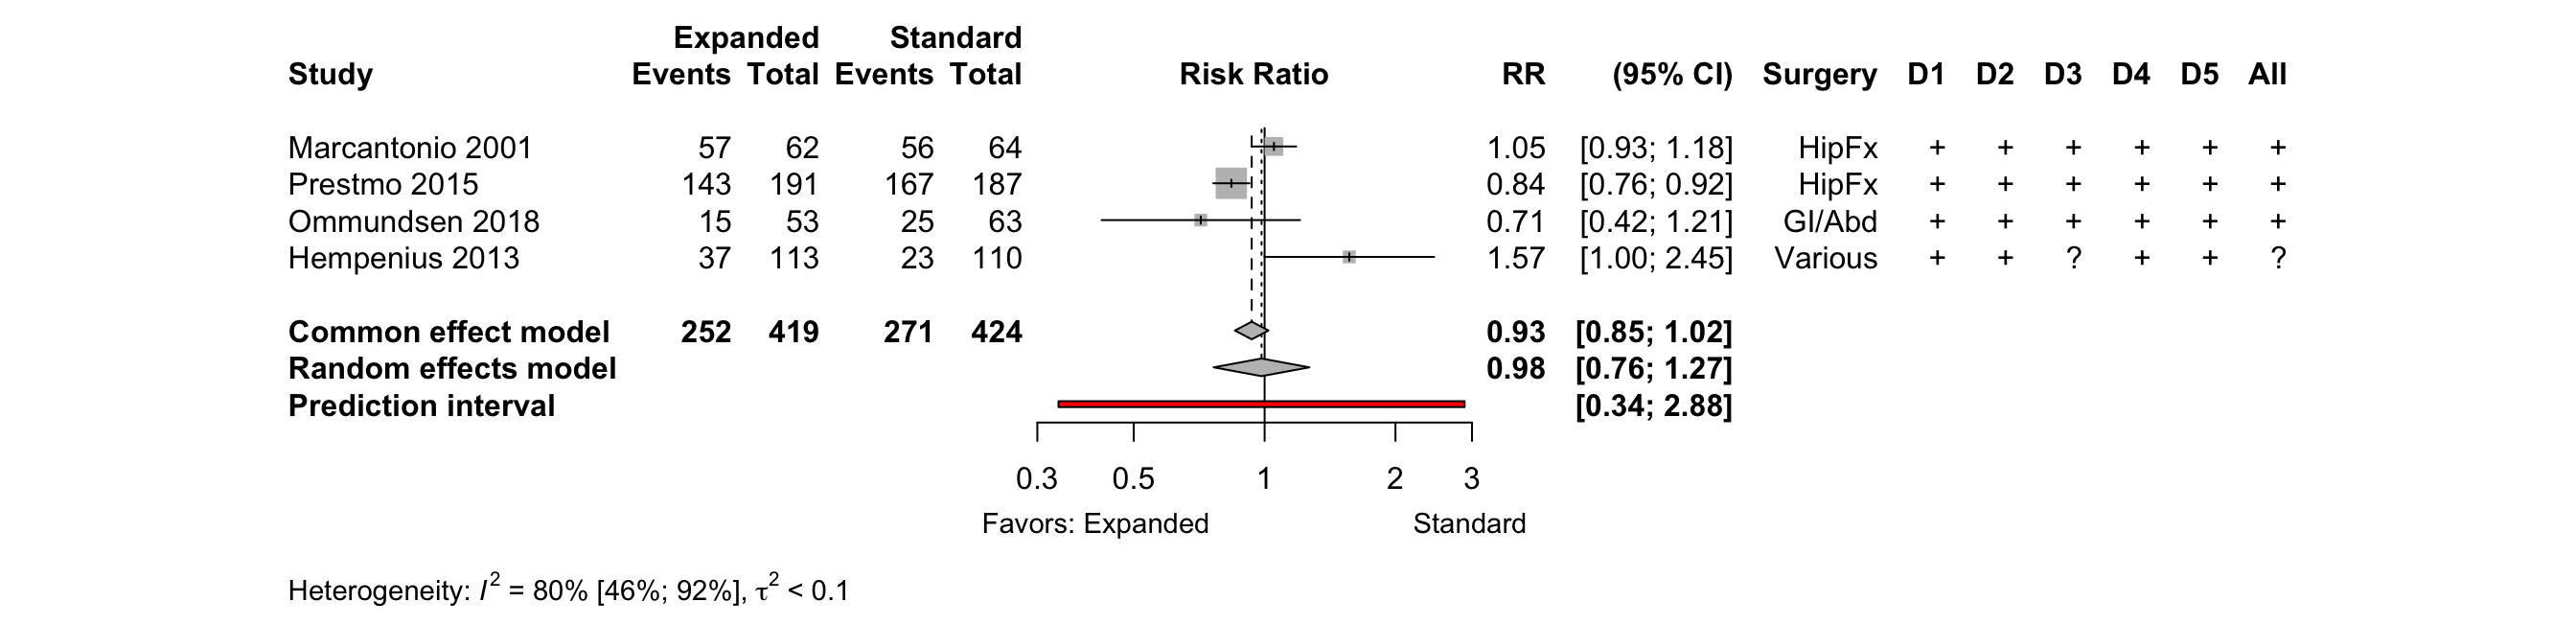 Expanded Standard
Study Events Total Events Total Risk Ratio RR (95% CI) Surgery D1 D2 D3 D4 D5 All
Marcantonio 2001 57 62 56 64 1.05 [0.93; 1.18] HipFx + + + + + +
Prestmo 2015 143 191 167 187 0.84 [0.76; 0.92] HipFx + + + + + +
Ommundsen 2018 15 53 25 63 0.71 [0.42; 1.21] GI/Abd + + + + + +
Hempenius 2013 37 113 23 110 1.57 [1.00; 2.45] Various + + ? + + ?
Common effect model 252 419 271 424 0.93 [0.85; 1.02]
Random effects model 0.98 [0.76; 1.27]
Prediction interval [0.34; 2.88]
0.3 0.5 1 2 3
Favors: Expanded Standard
Heterogeneity: I² = 80% [46%; 92%], τ² < 0.1